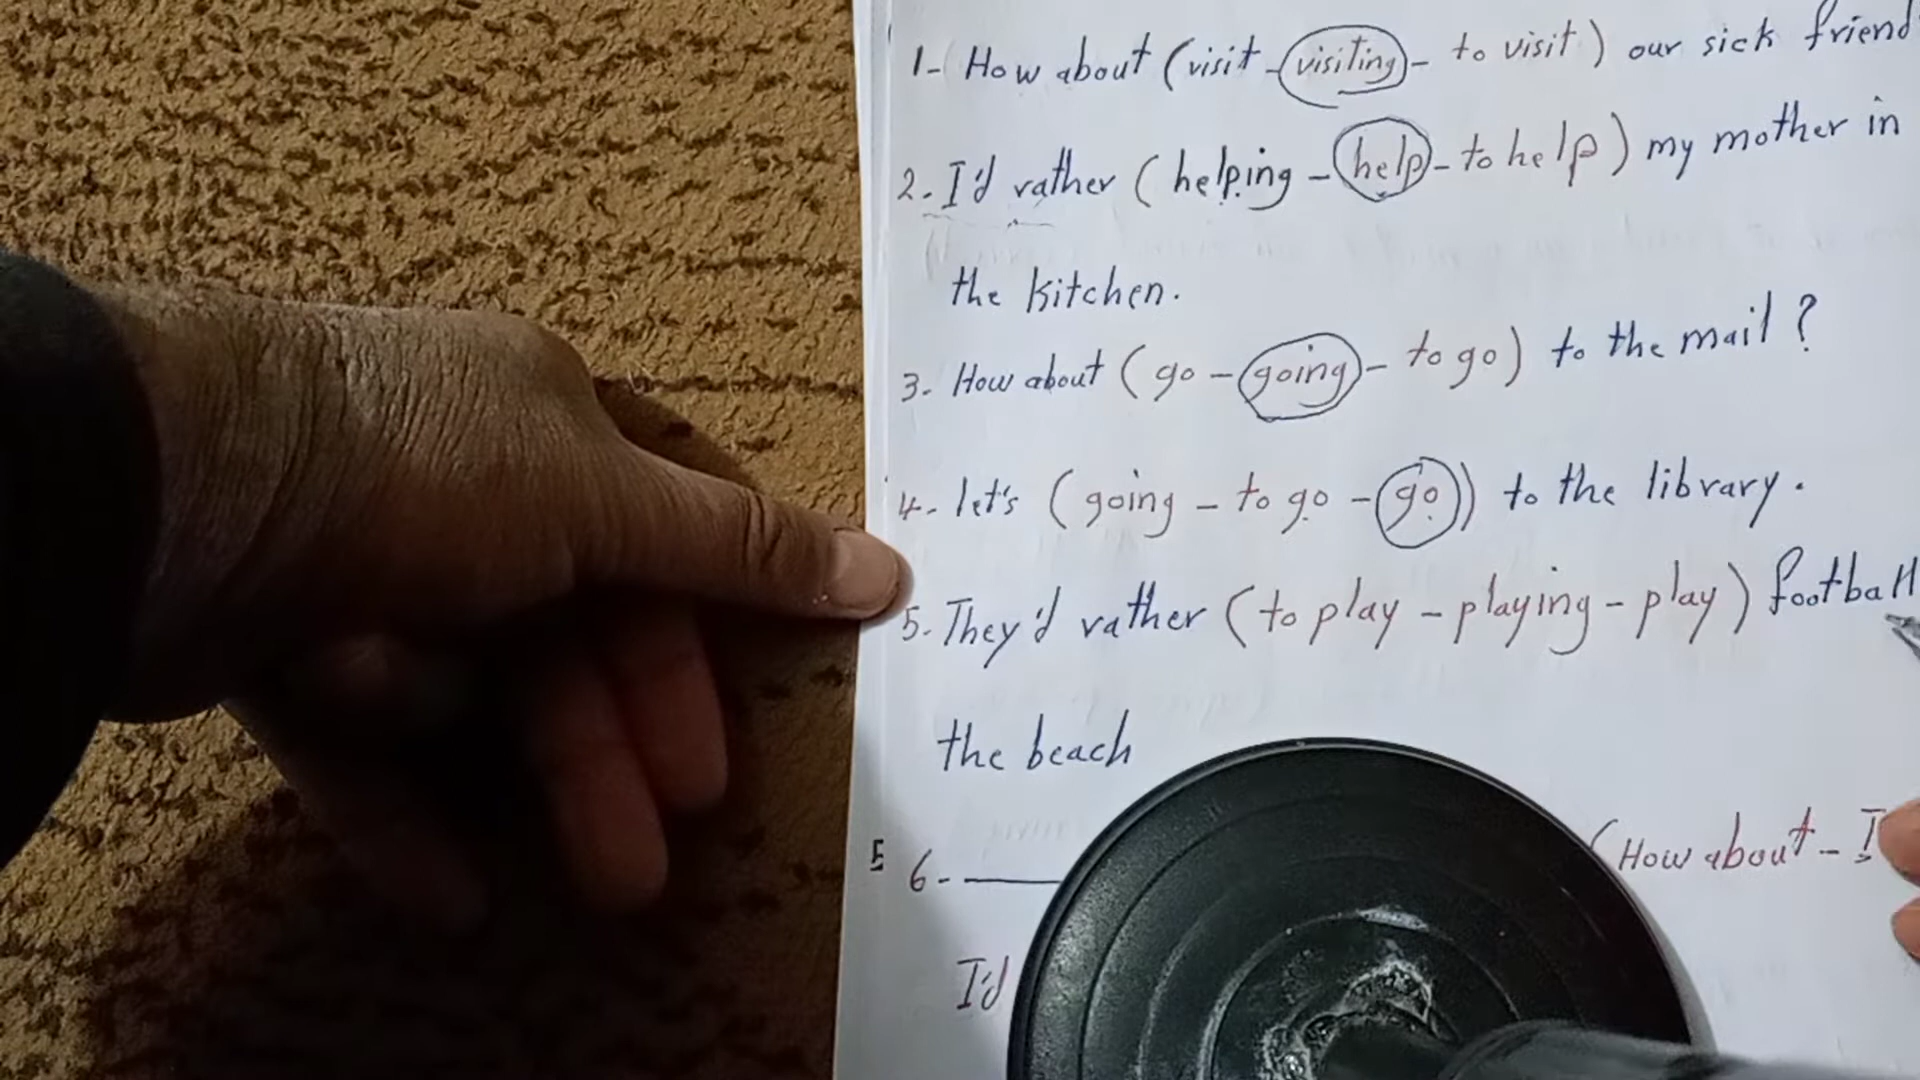 1- How about (visit - visiting - to visit) our sick friend
2. I'd rather ( helping - help - to help ) my mother in
the kitchen.
3. How about ( go - going - to go ) to the mail ?
4. let's ( going - to go - go ) to the library.
5. They'd rather ( to play - playing - play ) football
the beach
5 6- ( How about - I
I'd